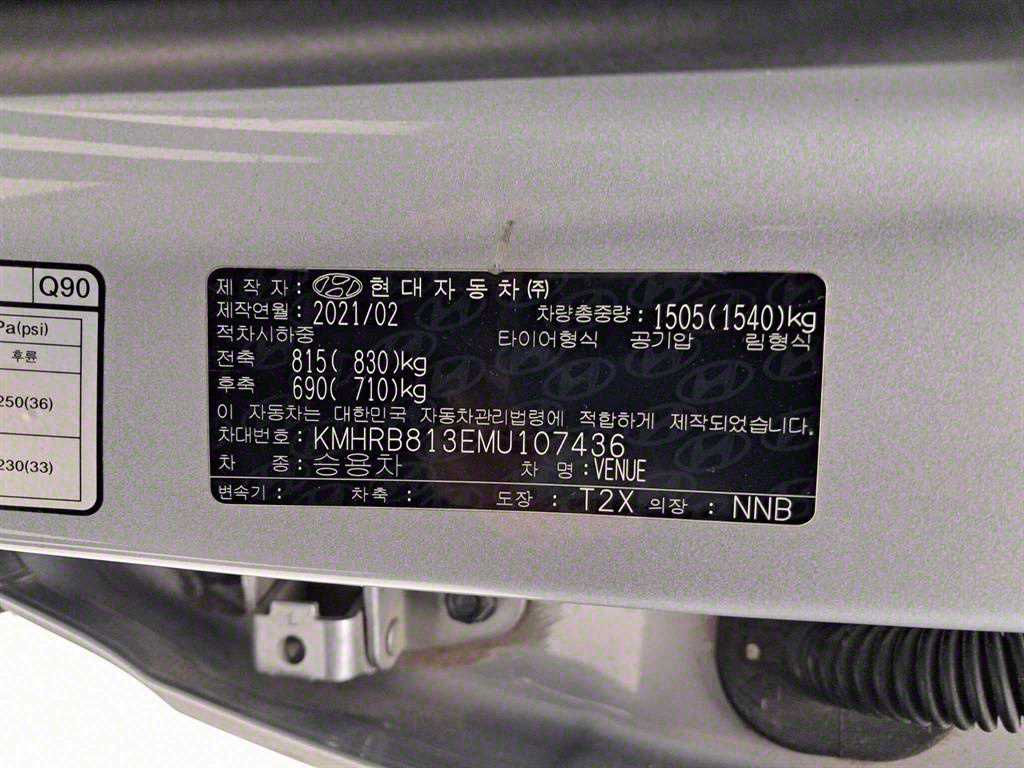 Q90
Pa(psi)
후륜
250(36)
230(33)
제 작 자 : 현대자동차(주)
제작연월 : 2021/02 차량총중량 : 1505(1540)kg
적차시하중 타이어형식 공기압 림형식
전축 815( 830)kg
후축 690( 710)kg
이 자동차는 대한민국 자동차관리법령에 적합하게 제작되었습니다.
차대번호 : KMHRB813EMU107436
차 종 : 승용차 차 명 : VENUE
변속기 : 차축 : 도장 : T2X 의장 : NNB
L